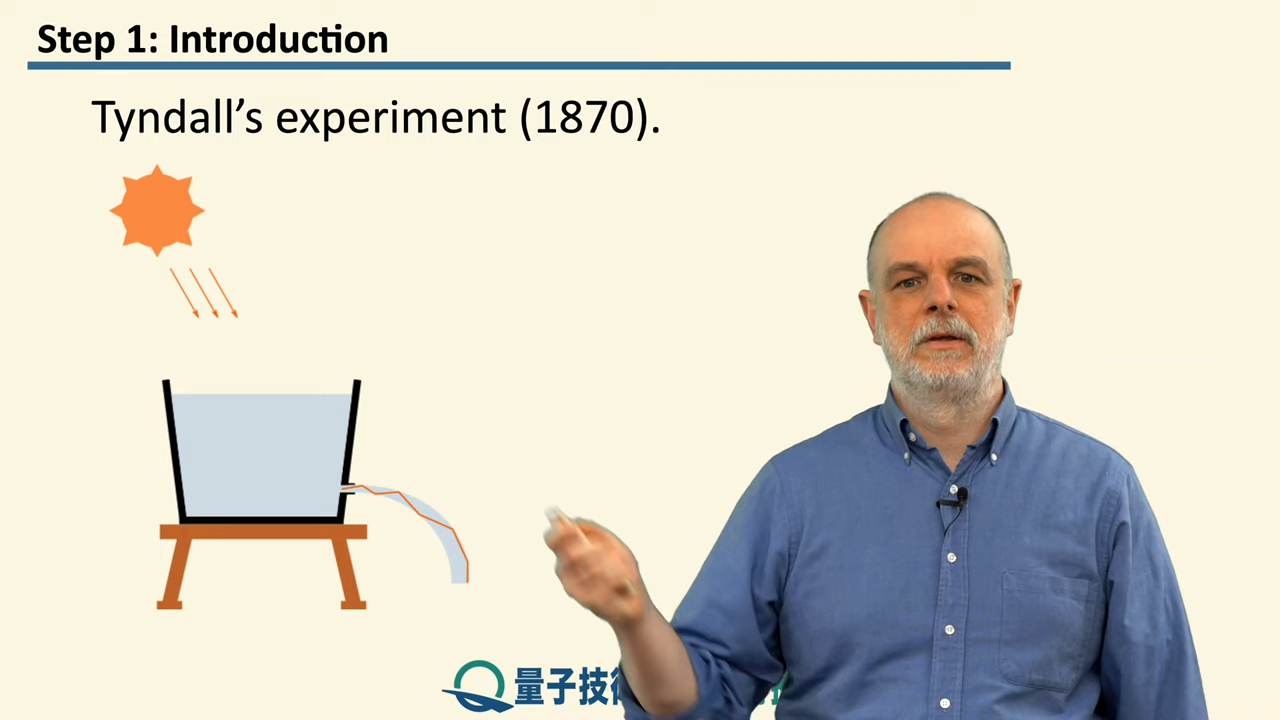 Step 1: Introduction
Tyndall’s experiment (1870).
量子技